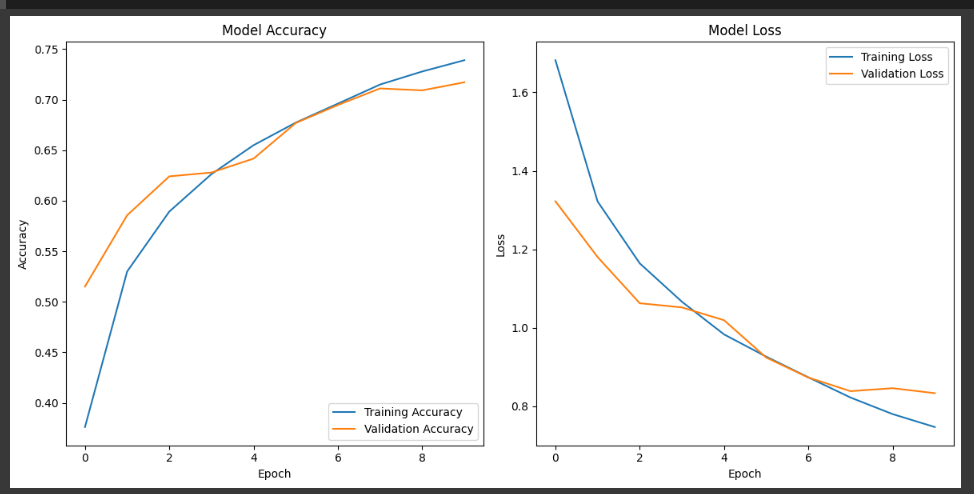 Model Accuracy
0.75
0.70
0.65
0.60
0.55
0.50
0.45
0.40
Accuracy
0 2 4 6 8
Epoch
Training Accuracy
Validation Accuracy
Model Loss
1.6
1.4
1.2
1.0
0.8
Loss
0 2 4 6 8
Epoch
Training Loss
Validation Loss